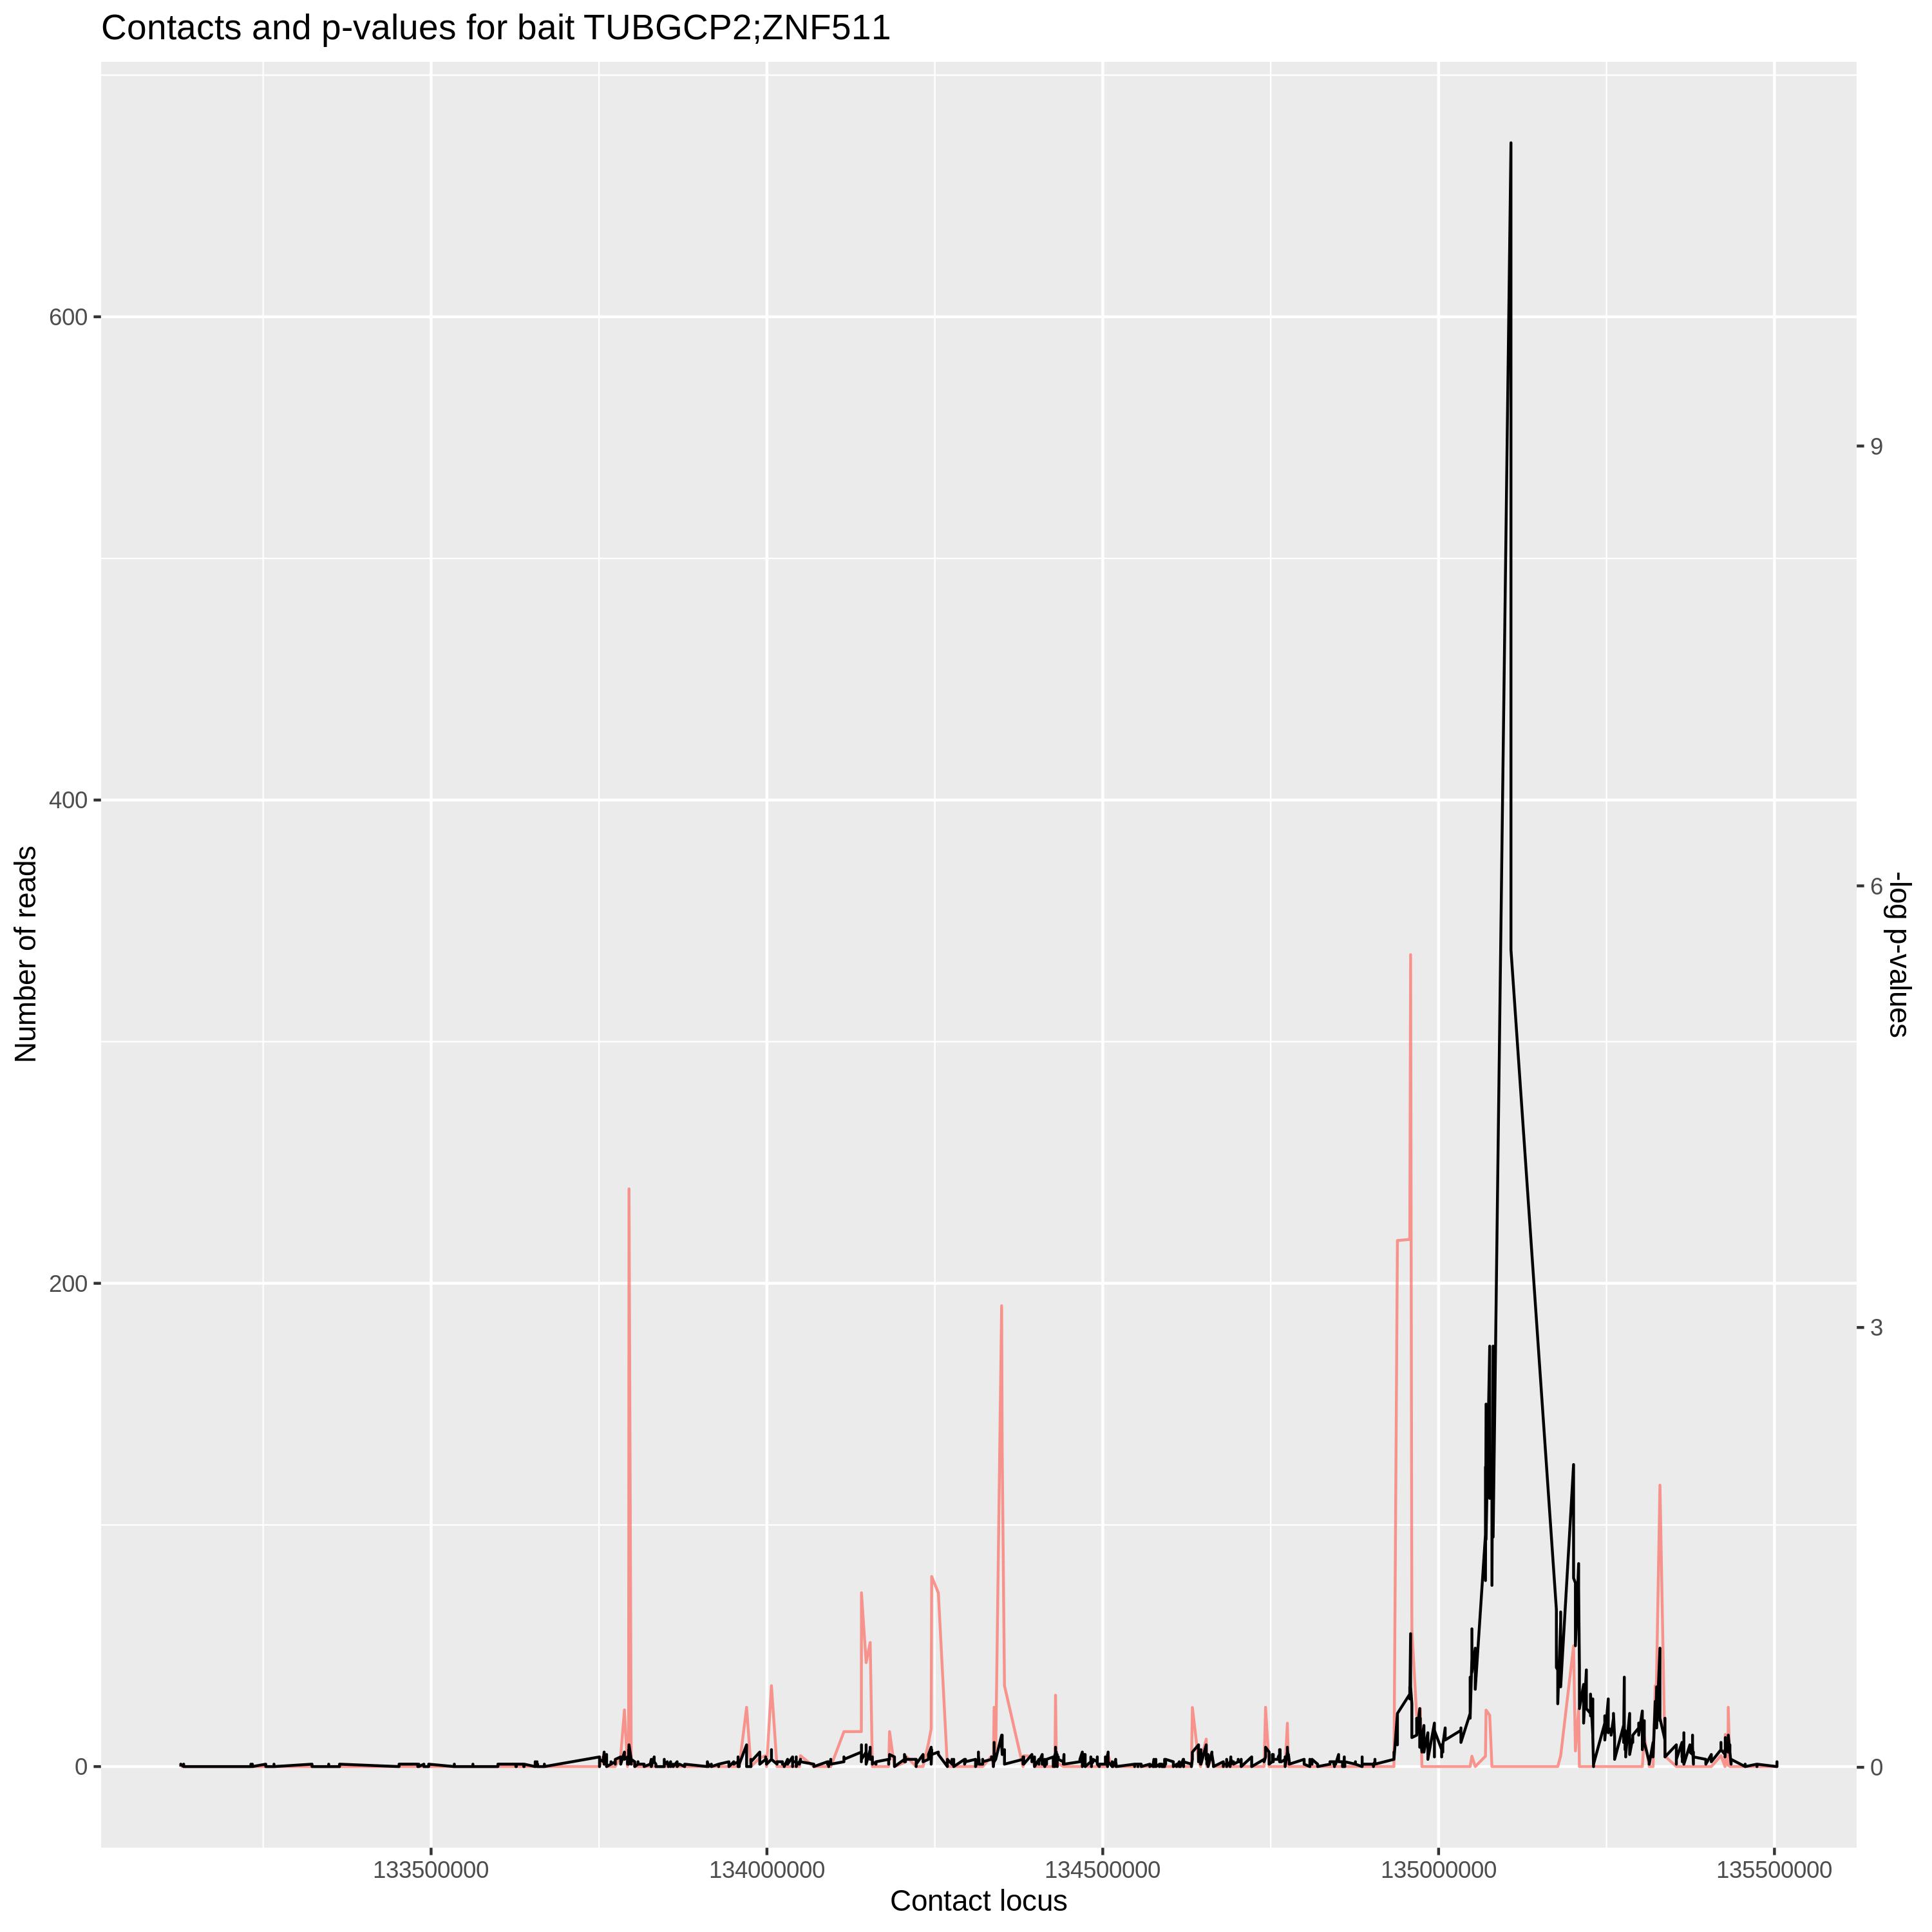 Contacts and p-values for bait TUBGCP2;ZNF511
600
400
200
0
Number of reads
9
6
3
0
-log p-values
133500000 134000000 134500000 135000000 135500000
Contact locus